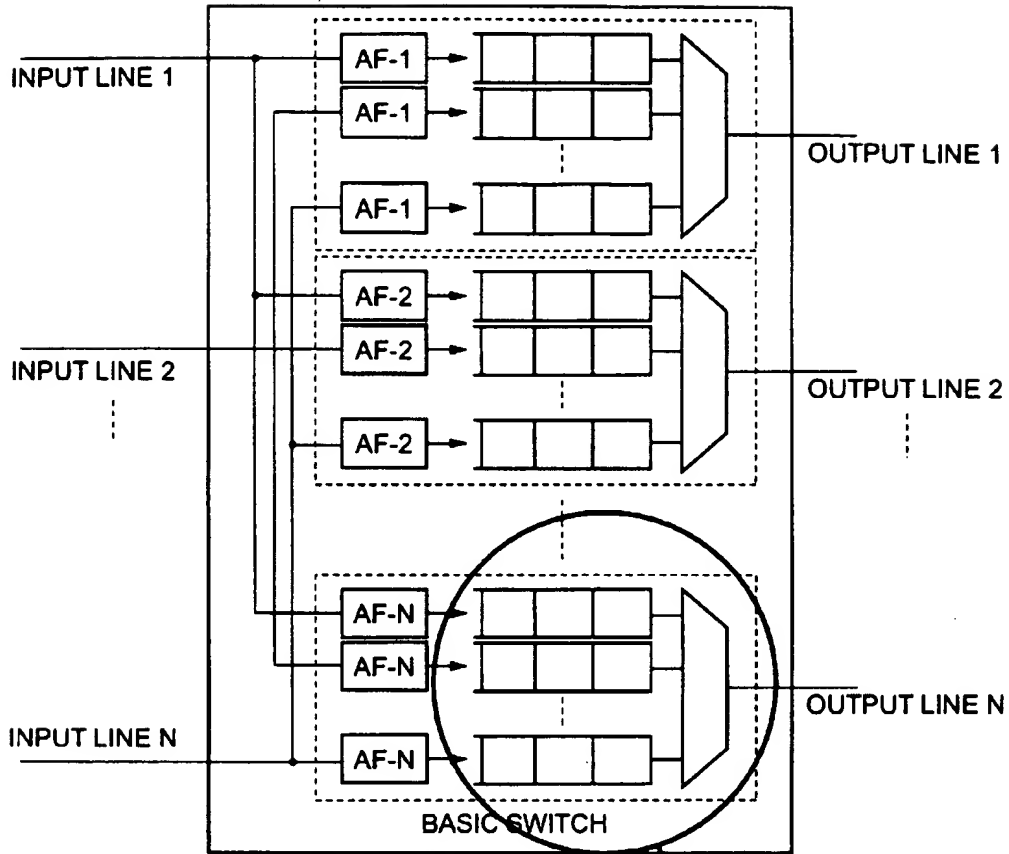 AF-1
INPUT LINE 1
AF-1
OUTPUT LINE 1
AF-1
AF-2
AF-2
INPUT LINE 2
OUTPUT LINE 2
AF-2
AF-N
AF-N
OUTPUT LINE N
INPUT LINE N
AF-N
BASIC SWITCH